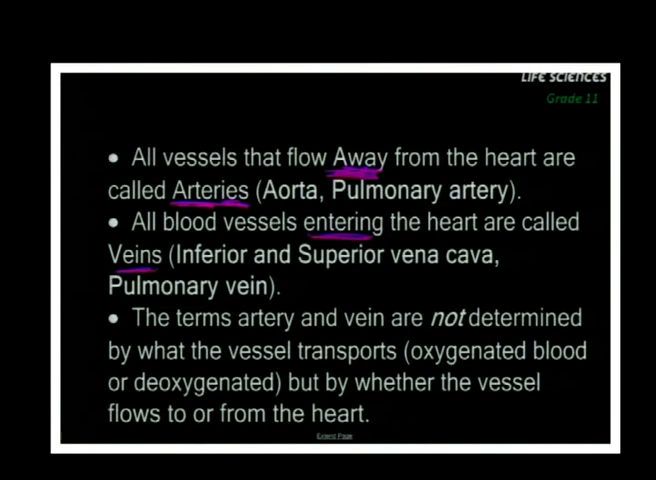 LIFE SCIENCES
Grade 11
• All vessels that flow Away from the heart are
called Arteries (Aorta, Pulmonary artery).
• All blood vessels entering the heart are called
Veins (Inferior and Superior vena cava,
Pulmonary vein).
• The terms artery and vein are not determined
by what the vessel transports (oxygenated blood
or deoxygenated) but by whether the vessel
flows to or from the heart.
Extend Page